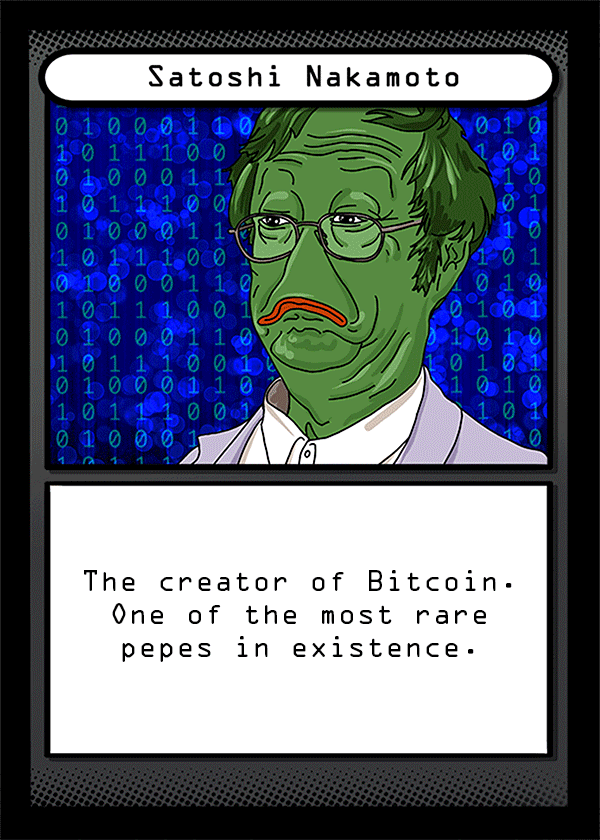 Satoshi Nakamoto
The creator of Bitcoin.
One of the most rare
pepes in existence.